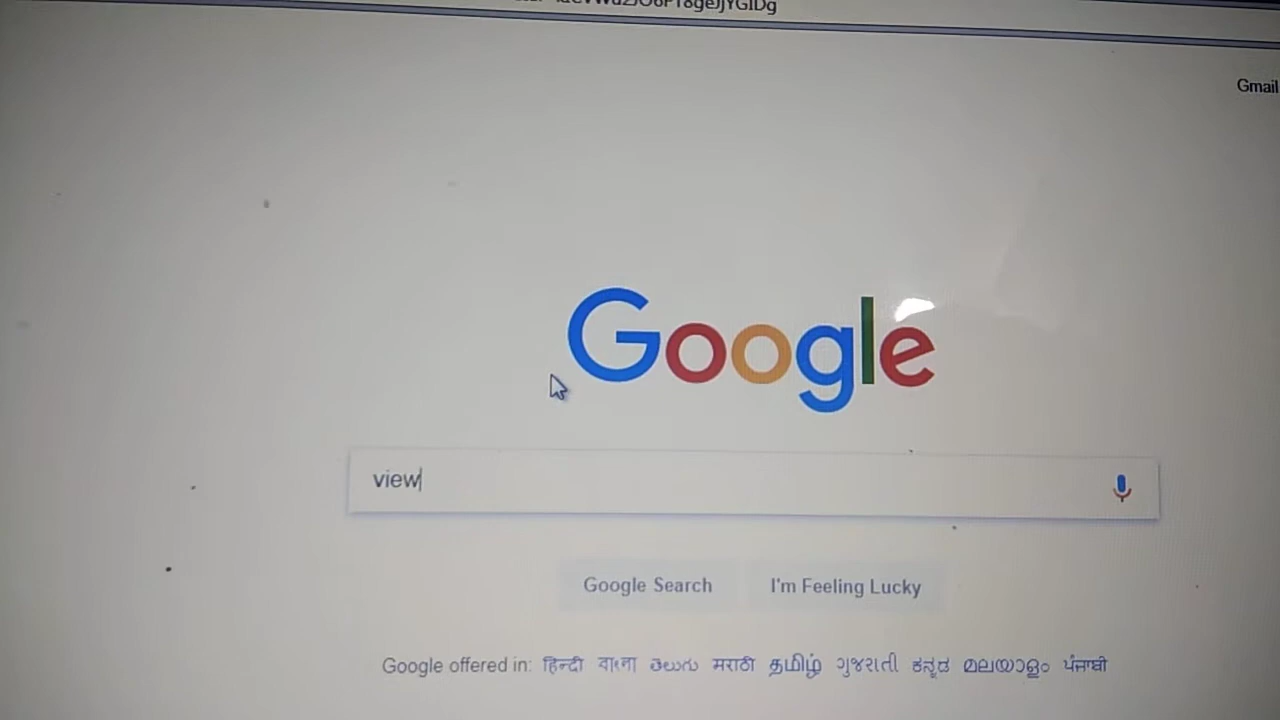 Gmail
Google
view
Google Search I'm Feeling Lucky
Google offered in: हिन्दी বাংলা తెలుగు मराठी தமிழ் ગુજરાતી ಕನ್ನಡ മലയാളം ਪੰਜਾਬੀ